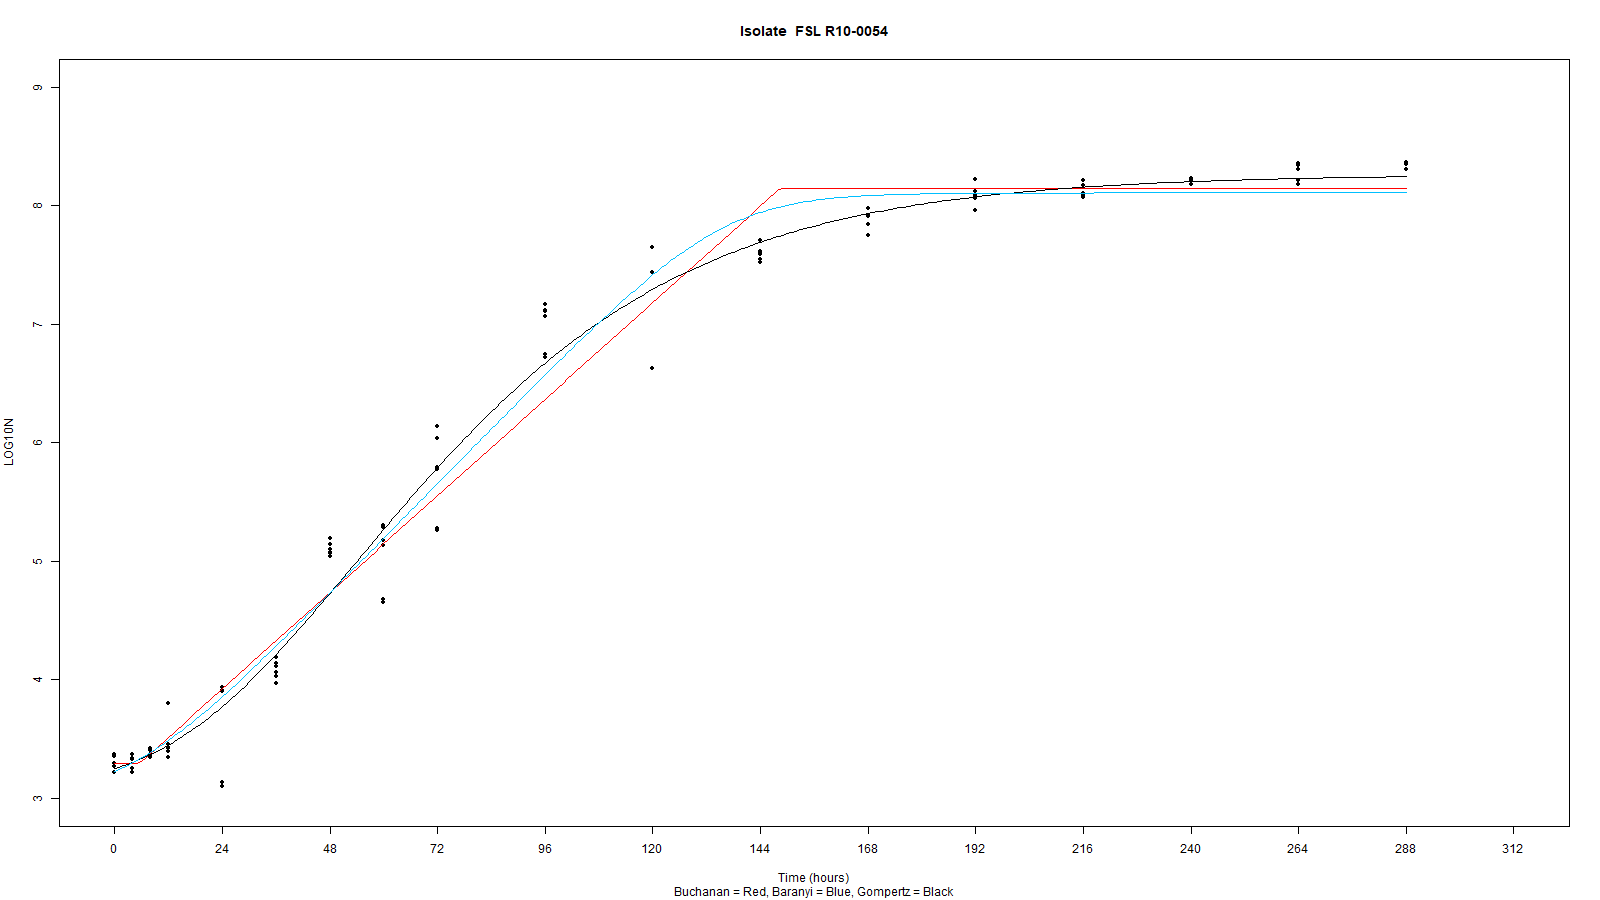 Isolate  FSL R10-0054
9
8
7
6
5
4
3
LOG10N
0 24 48 72 96 120 144 168 192 216 240 264 288 312
Time (hours)
Buchanan = Red, Baranyi = Blue, Gompertz = Black